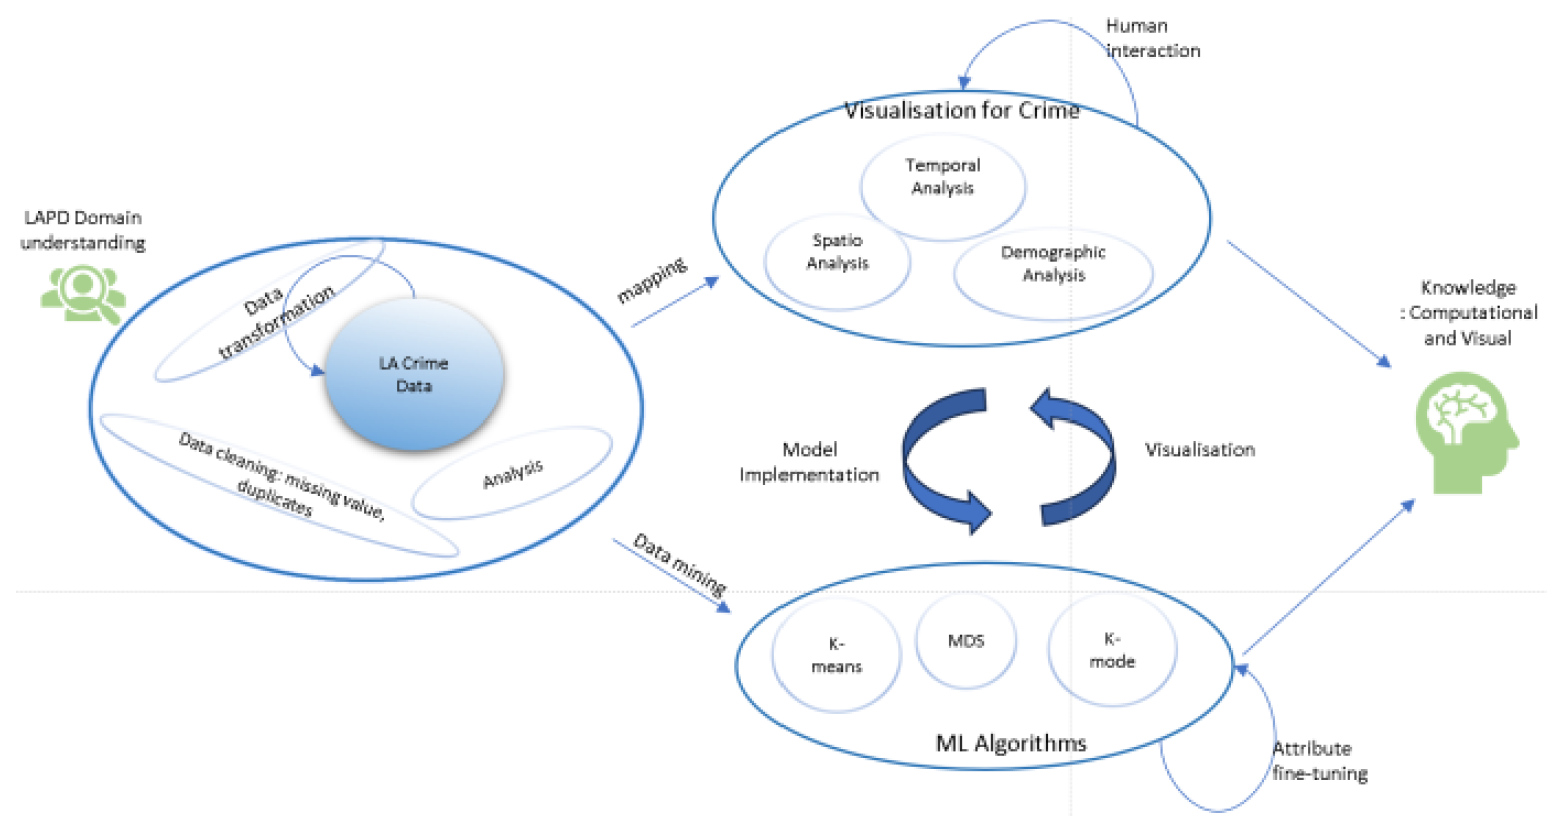 Human
interaction
Visualisation for Crime
Temporal
Analysis
Spatio
Analysis
Demographic
Analysis
LAPD Domain
understanding
Data
transformation
LA Crime
Data
Data cleaning: missing value,
duplicates
Analysis
mapping
Data mining
Model
Implementation
Visualisation
Knowledge
: Computational
and Visual
K-
means
MDS
K-
mode
ML Algorithms
Attribute
fine-tuning